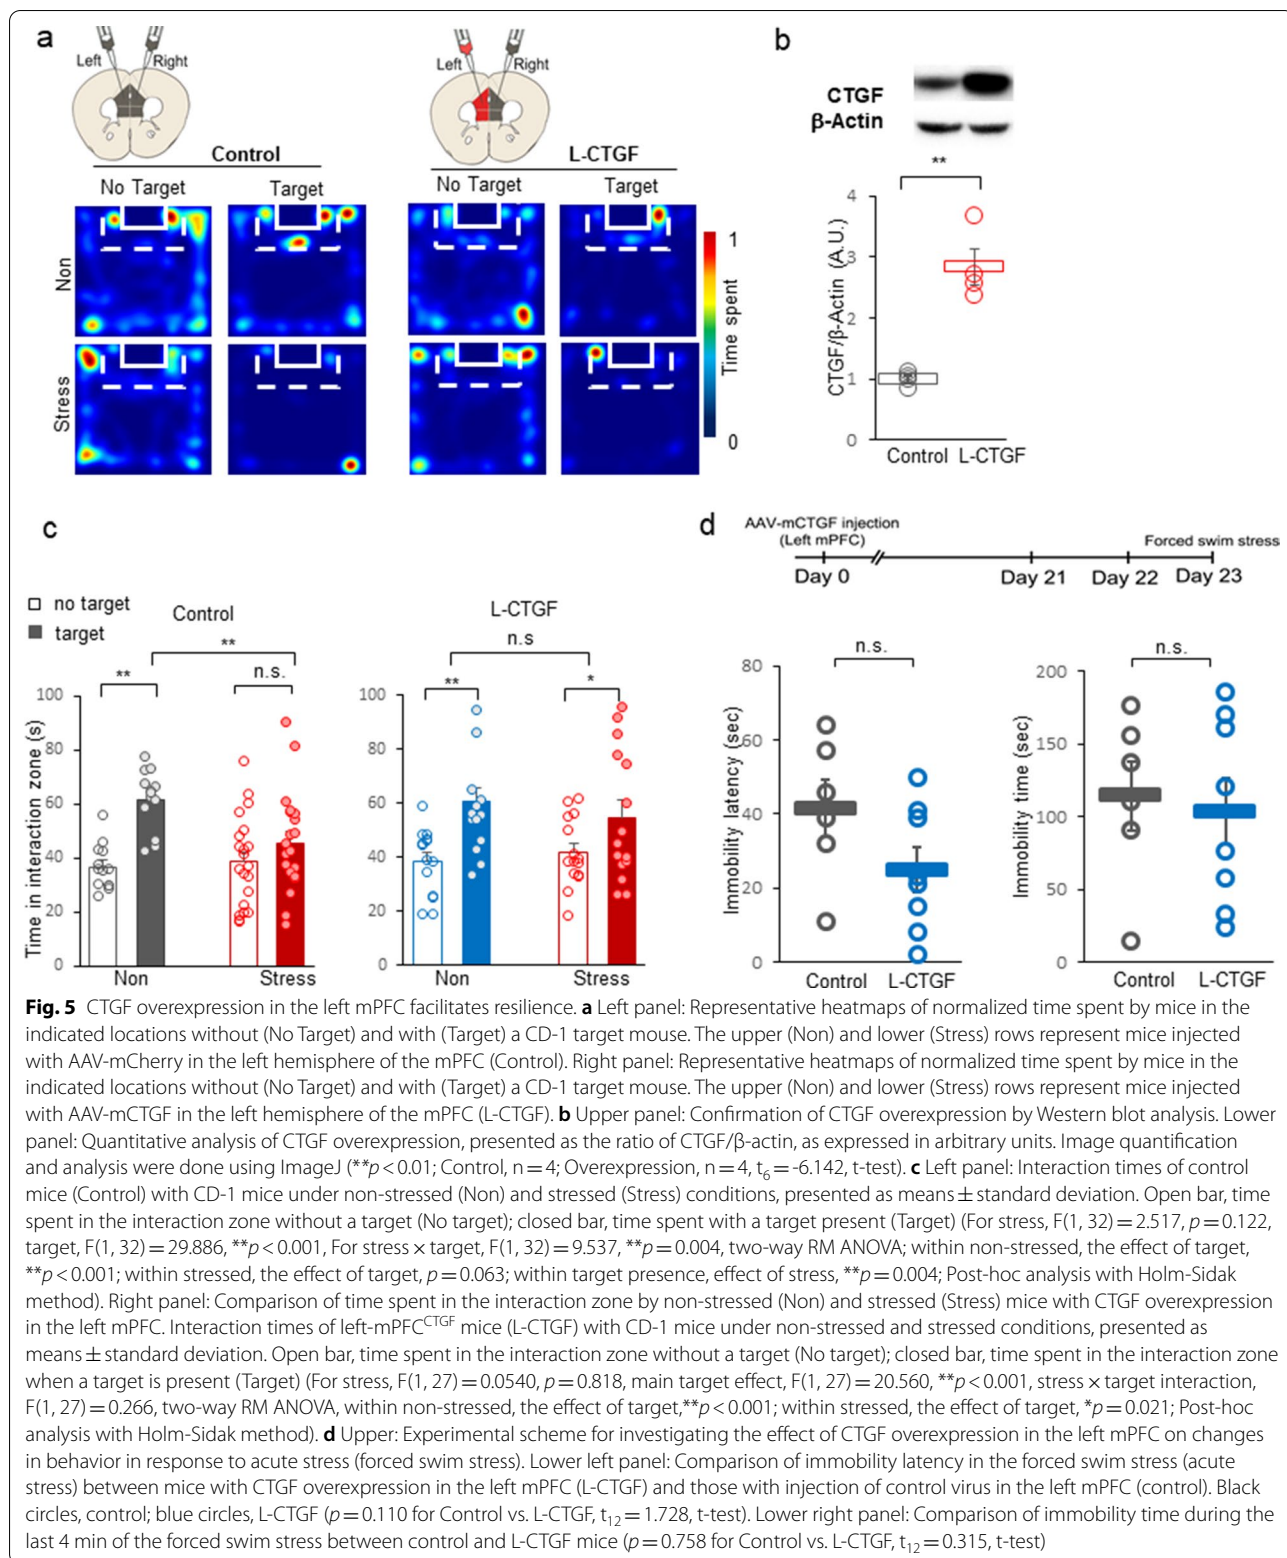 a
Left
Right
Left
Right
Control
L-CTGF
No Target
Target
No Target
Target
Non
Stress
1
Time spent
0
b
CTGF
β-Actin
**
CTGF/β-Actin (A.U.)
4
3
2
1
0
Control
L-CTGF
c
no target
target
Control
**
**
n.s.
Time in interaction zone (s)
100
80
60
40
20
0
Non
Stress
L-CTGF
n.s
**
*
100
80
60
40
20
0
Non
Stress
d
AAV-mCTGF injection
(Left mPFC)
Forced swim stress
Day 0
Day 21
Day 22
Day 23
n.s.
Immobility latency (sec)
80
60
40
20
0
Control
L-CTGF
n.s.
Immobility time (sec)
200
150
100
50
0
Control
L-CTGF
Fig. 5 CTGF overexpression in the left mPFC facilitates resilience. a Left panel: Representative heatmaps of normalized time spent by mice in the
indicated locations without (No Target) and with (Target) a CD-1 target mouse. The upper (Non) and lower (Stress) rows represent mice injected
with AAV-mCherry in the left hemisphere of the mPFC (Control). Right panel: Representative heatmaps of normalized time spent by mice in the
indicated locations without (No Target) and with (Target) a CD-1 target mouse. The upper (Non) and lower (Stress) rows represent mice injected
with AAV-mCTGF in the left hemisphere of the mPFC (L-CTGF). b Upper panel: Confirmation of CTGF overexpression by Western blot analysis. Lower
panel: Quantitative analysis of CTGF overexpression, presented as the ratio of CTGF/β-actin, as expressed in arbitrary units. Image quantification
and analysis were done using ImageJ (**p < 0.01; Control, n = 4; Overexpression, n = 4, t6 = -6.142, t-test). c Left panel: Interaction times of control
mice (Control) with CD-1 mice under non-stressed (Non) and stressed (Stress) conditions, presented as means ± standard deviation. Open bar, time
spent in the interaction zone without a target (No target); closed bar, time spent with a target present (Target) (For stress, F(1, 32) = 2.517, p = 0.122,
target, F(1, 32) = 29.886, **p < 0.001, For stress × target, F(1, 32) = 9.537, **p = 0.004, two-way RM ANOVA; within non-stressed, the effect of target,
**p < 0.001; within stressed, the effect of target, p = 0.063; within target presence, effect of stress, **p = 0.004; Post-hoc analysis with Holm-Sidak
method). Right panel: Comparison of time spent in the interaction zone by non-stressed (Non) and stressed (Stress) mice with CTGF overexpression
in the left mPFC. Interaction times of left-mPFCCTGF mice (L-CTGF) with CD-1 mice under non-stressed and stressed conditions, presented as
means ± standard deviation. Open bar, time spent in the interaction zone without a target (No target); closed bar, time spent in the interaction zone
when a target is present (Target) (For stress, F(1, 27) = 0.0540, p = 0.818, main target effect, F(1, 27) = 20.560, **p < 0.001, stress × target interaction,
F(1, 27) = 0.266, two-way RM ANOVA, within non-stressed, the effect of target,**p < 0.001; within stressed, the effect of target, *p = 0.021; Post-hoc
analysis with Holm-Sidak method). d Upper: Experimental scheme for investigating the effect of CTGF overexpression in the left mPFC on changes
in behavior in response to acute stress (forced swim stress). Lower left panel: Comparison of immobility latency in the forced swim stress (acute
stress) between mice with CTGF overexpression in the left mPFC (L-CTGF) and those with injection of control virus in the left mPFC (control). Black
circles, control; blue circles, L-CTGF (p = 0.110 for Control vs. L-CTGF, t12 = 1.728, t-test). Lower right panel: Comparison of immobility time during the
last 4 min of the forced swim stress between control and L-CTGF mice (p = 0.758 for Control vs. L-CTGF, t12 = 0.315, t-test)